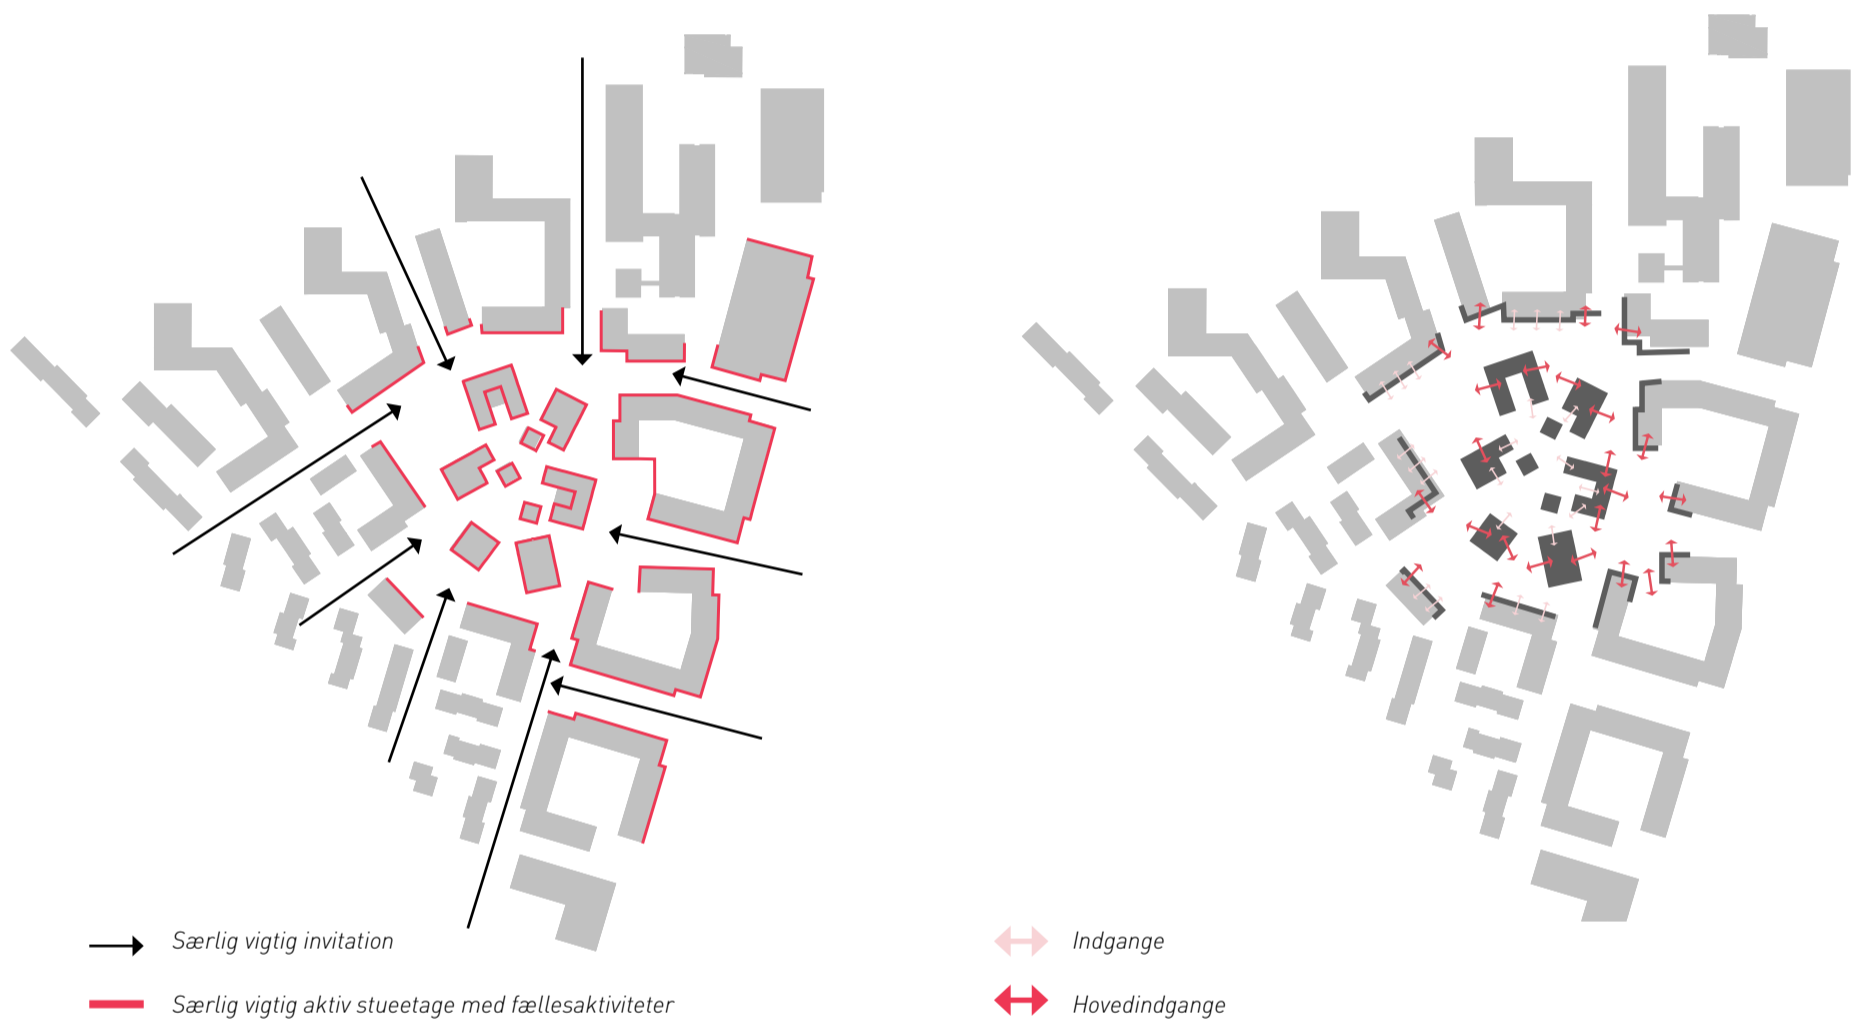 Særlig vigtig invitation
Særlig vigtig aktiv stueetage med fællesaktiviteter
Indgange
Hovedindgange